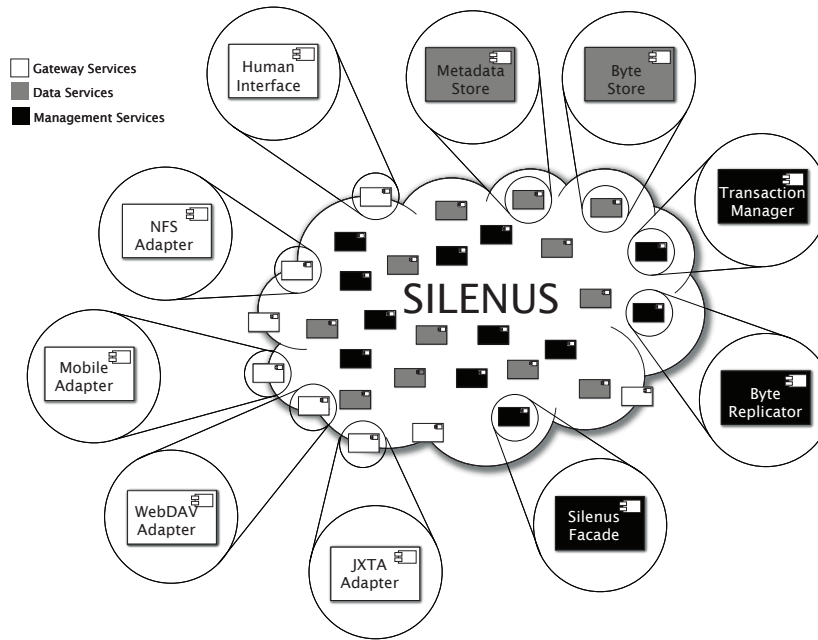 Gateway Services
Data Services
Management Services
Human
Interface
Metadata
Store
Byte
Store
Transaction
Manager
NFS
Adapter
SILENUS
Mobile
Adapter
Byte
Replicator
WebDAV
Adapter
JXTA
Adapter
Silenus
Facade